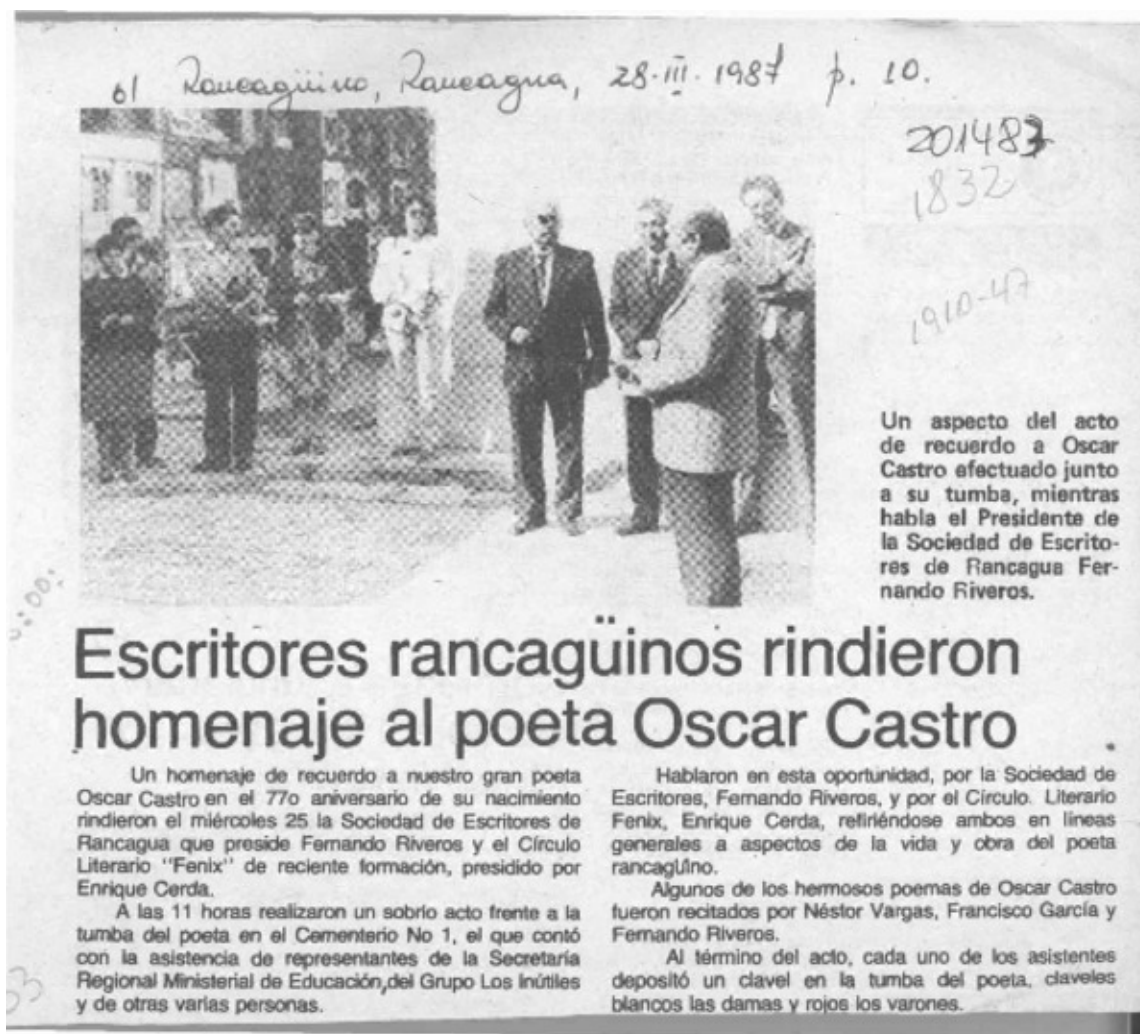 el Rancagüino, Rancagua, 28-III-1987 p. 10.
201483
1832
1910-47
Un aspecto del acto
de recuerdo a Oscar
Castro efectuado junto
a su tumba, mientras
habla el Presidente de
la Sociedad de Escrito-
res de Rancagua Fer-
nando Riveros.
Escritores rancagüinos rindieron
homenaje al poeta Oscar Castro
Un homenaje de recuerdo a nuestro gran poeta
Oscar Castro en el 77o aniversario de su nacimiento
rindieron el miércoles 25 la Sociedad de Escritores de
Rancagua que preside Fernando Riveros y el Círculo
Literario "Fenix" de reciente formación, presidido por
Enrique Cerda.
A las 11 horas realizaron un sobrio acto frente a la
tumba del poeta en el Cementerio No 1, el que contó
con la asistencia de representantes de la Secretaría
Regional Ministerial de Educación,del Grupo Los Inútiles
y de otras varias personas.
Hablaron en esta oportunidad, por la Sociedad de
Escritores, Fernando Riveros, y por el Círculo. Literario
Fenix, Enrique Cerda, refiriéndose ambos en líneas
generales a aspectos de la vida y obra del poeta
rancagüino.
Algunos de los hermosos poemas de Oscar Castro
fueron recitados por Néstor Vargas, Francisco García y
Fernando Riveros.
Al término del acto, cada uno de los asistentes
depositó un clavel en la tumba del poeta, claveles
blancos las damas y rojos los varones.